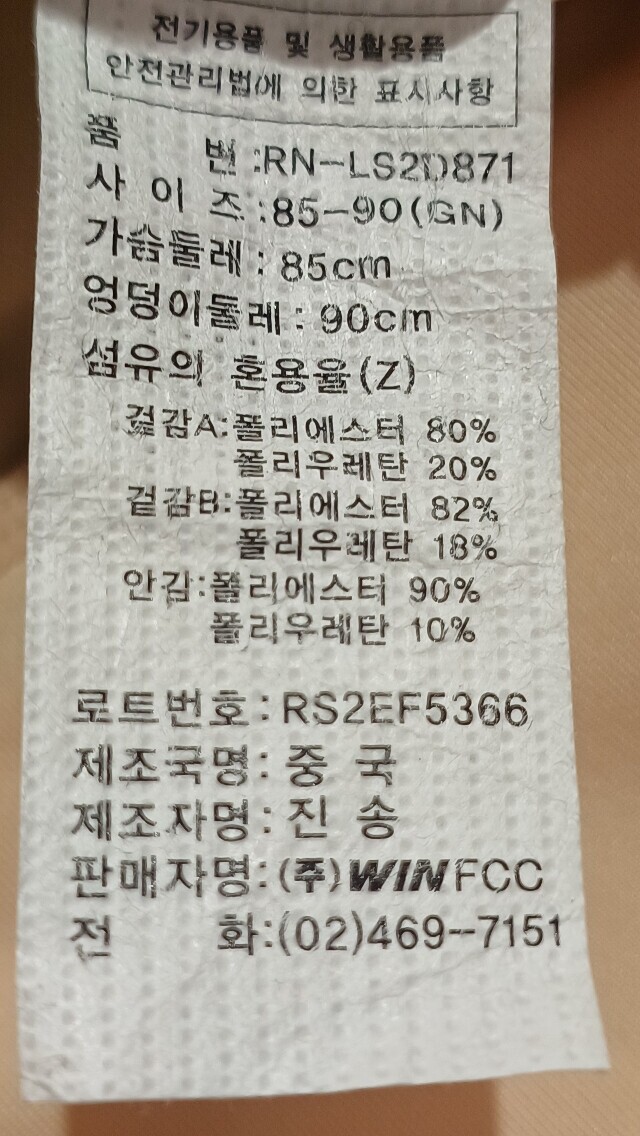 전기용품 및 생활용품
안전관리법에 의한 표시사항
품 번:RN-LS2D871
사 이 즈:85-90(GN)
가슴둘레:85cm
엉덩이둘레:90cm
섬유의 혼용율(Z)
겉감A:폴리에스터 80%
폴리우레탄 20%
겉감B:폴리에스터 82%
폴리우레탄 18%
안감:폴리에스터 90%
폴리우레탄 10%
로트번호:RS2EF5366
제조국명:중 국
제조자명:진 송
판매자명:(주)WINFCC
전 화:(02)469-7151